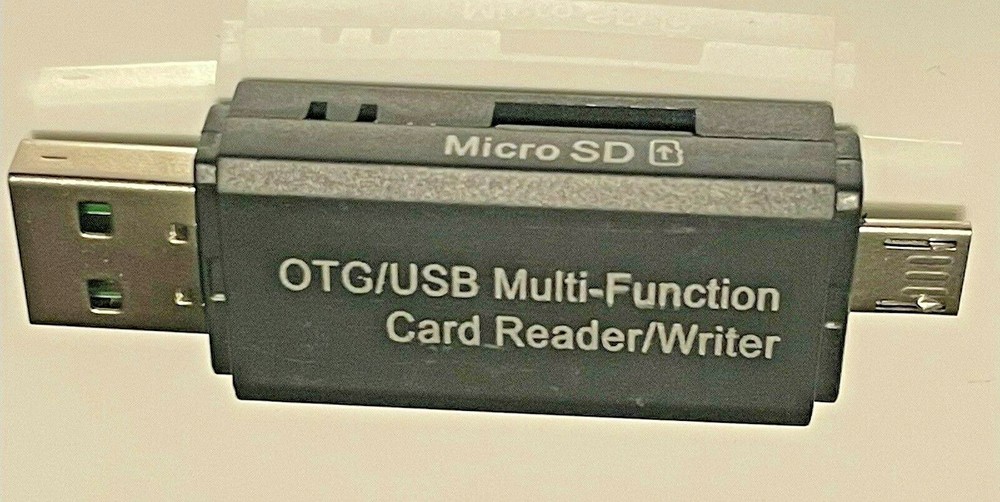 Micro SD
OTG/USB Multi-Function
Card Reader/Writer